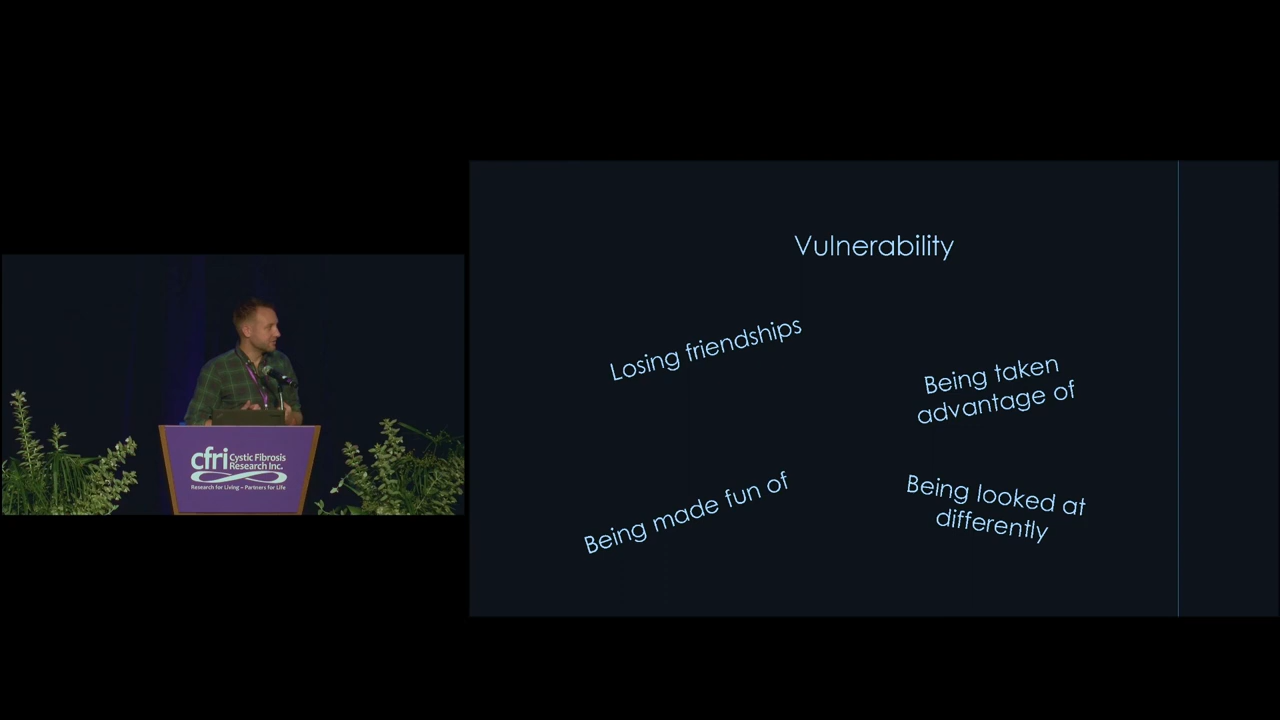 Vulnerability
Losing friendships
Being taken
advantage of
Being made fun of
Being looked at
differently
cfri Cystic Fibrosis
Research Inc.
Research for Living ~ Partners for Life